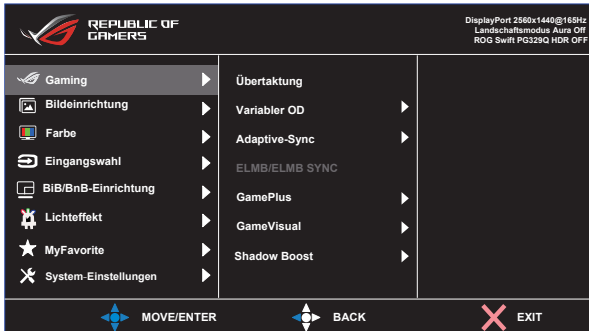 REPUBLIC OF
GAMERS
DisplayPort 2560x1440@165Hz
Landschaftsmodus Aura Off
ROG Swift PG329Q HDR OFF
Gaming
Bildeinrichtung
Farbe
Eingangswahl
BiB/BnB-Einrichtung
Lichteffekt
MyFavorite
System-Einstellungen
Übertaktung
Variabler OD
Adaptive-Sync
ELMB/ELMB SYNC
GamePlus
GameVisual
Shadow Boost
MOVE/ENTER
BACK
EXIT